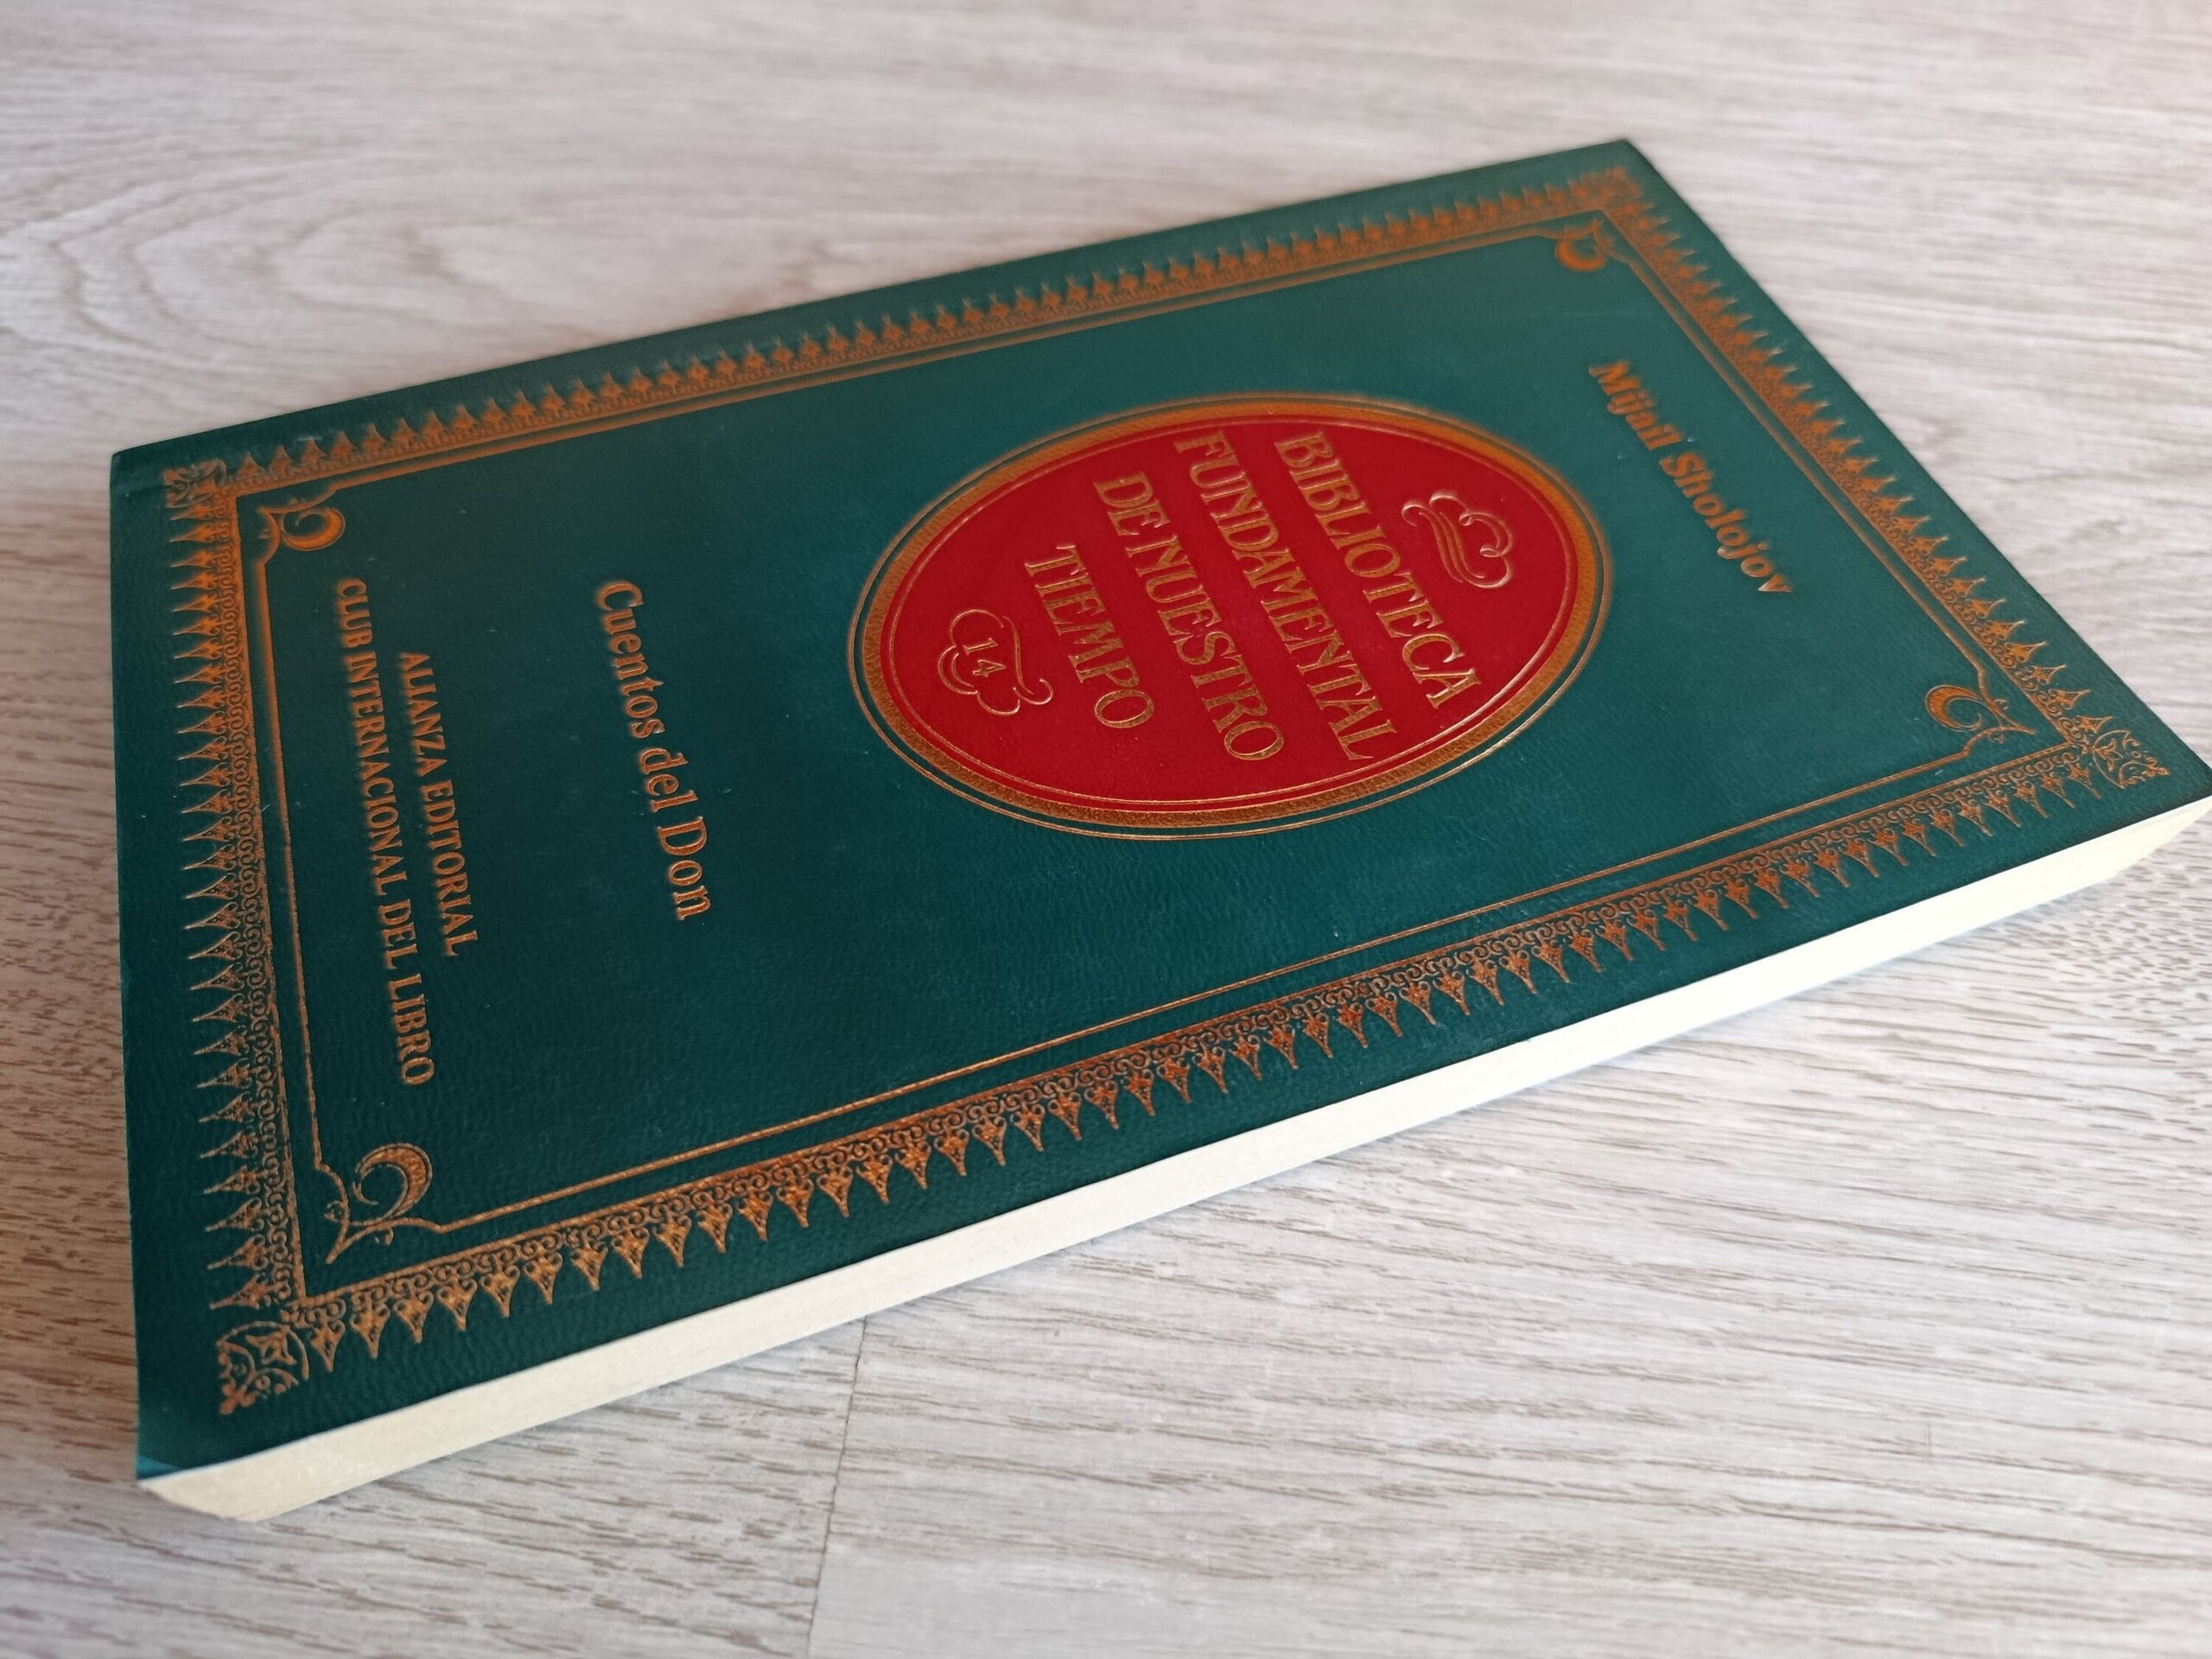 Mijail Sholojov
BIBLIOTECA
FUNDAMENTAL
DE NUESTRO
TIEMPO
14
Cuentos del Don
ALIANZA EDITORIAL
CLUB INTERNACIONAL DEL LIBRO